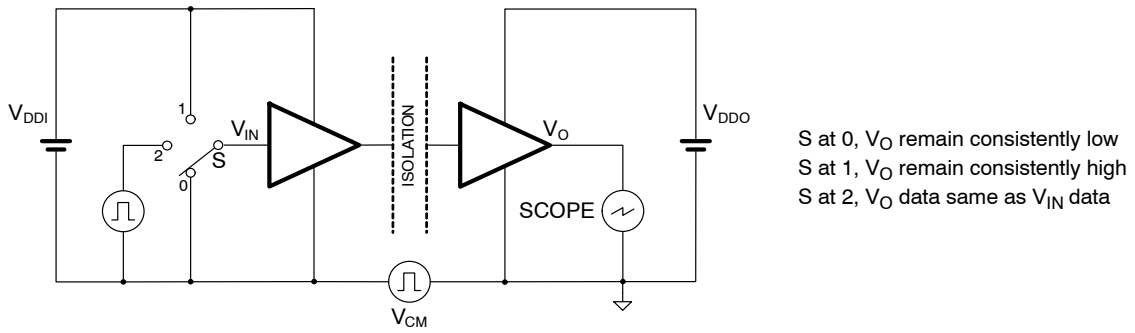 V_DDI
1
2
0
S
V_IN
ISOLATION
V_O
SCOPE
V_DDO
V_CM
S at 0, V_O remain consistently low
S at 1, V_O remain consistently high
S at 2, V_O data same as V_IN data